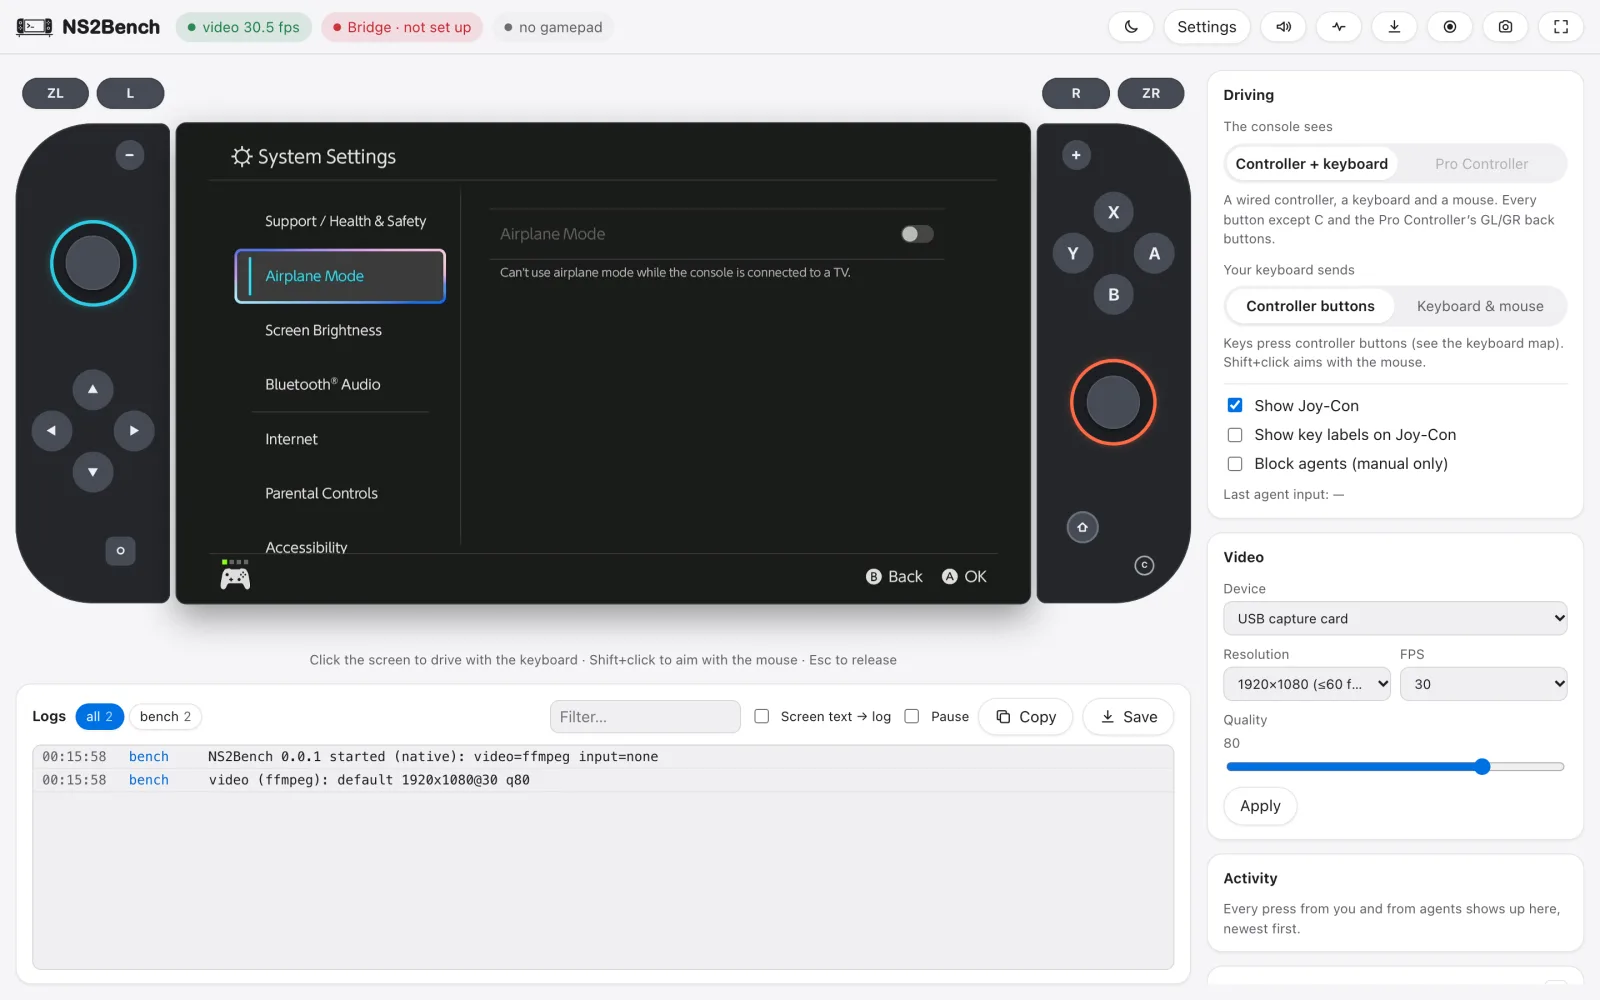 NS2Bench
video 30.5 fps
Bridge · not set up
no gamepad
Settings
ZL
L
R
ZR
System Settings
Support / Health & Safety
Airplane Mode
Screen Brightness
Bluetooth® Audio
Internet
Parental Controls
Accessibility
Airplane Mode
Can't use airplane mode while the console is connected to a TV.
B Back
A OK
X
Y
A
B
C
Click the screen to drive with the keyboard · Shift+click to aim with the mouse · Esc to release
Logs
all 2
bench 2
Filter...
Screen text → log
Pause
Copy
Save
00:15:58 bench NS2Bench 0.0.1 started (native): video=ffmpeg input=none
00:15:58 bench video (ffmpeg): default 1920x1080@30 q80
Driving
The console sees
Controller + keyboard
Pro Controller
A wired controller, a keyboard and a mouse. Every
button except C and the Pro Controller's GL/GR back
buttons.
Your keyboard sends
Controller buttons
Keyboard & mouse
Keys press controller buttons (see the keyboard map).
Shift+click aims with the mouse.
Show Joy-Con
Show key labels on Joy-Con
Block agents (manual only)
Last agent input: —
Video
Device
USB capture card
Resolution
FPS
1920×1080 (≤60 f...
30
Quality
80
Apply
Activity
Every press from you and from agents shows up here,
newest first.